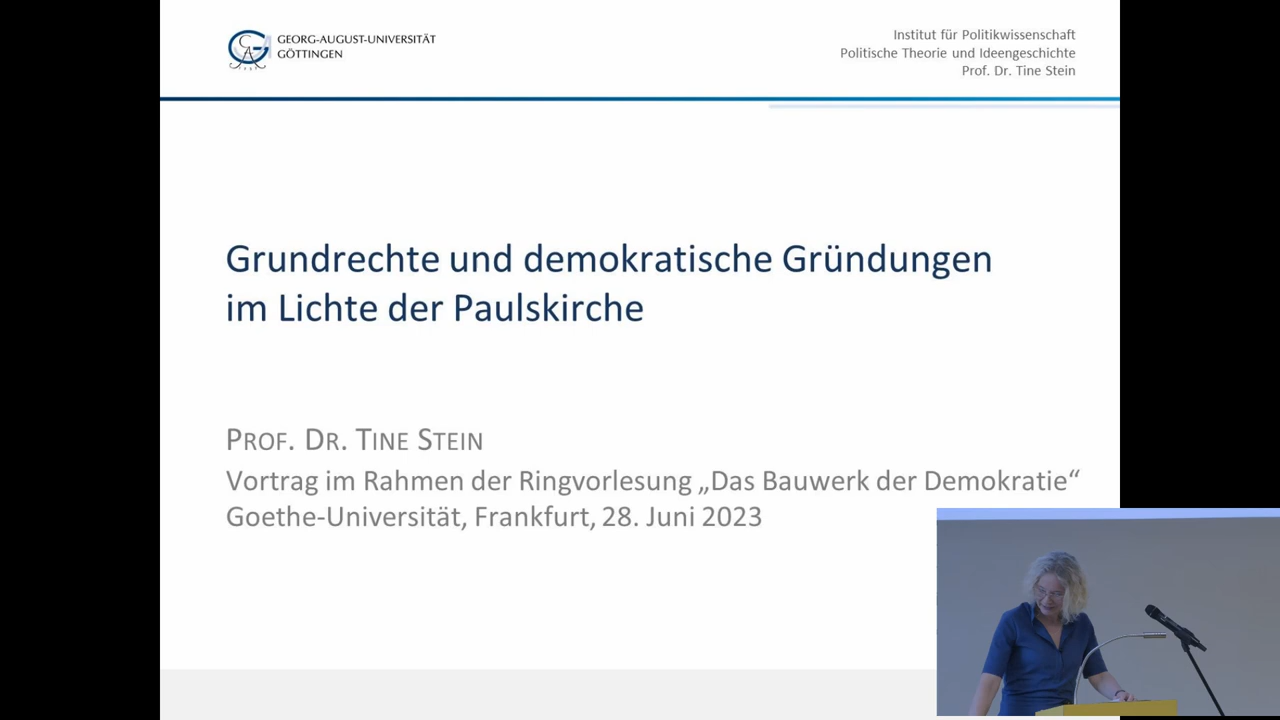 GEORG-AUGUST-UNIVERSITÄT
GÖTTINGEN
Institut für Politikwissenschaft
Politische Theorie und Ideengeschichte
Prof. Dr. Tine Stein
Grundrechte und demokratische Gründungen
im Lichte der Paulskirche
PROF. DR. TINE STEIN
Vortrag im Rahmen der Ringvorlesung „Das Bauwerk der Demokratie“
Goethe-Universität, Frankfurt, 28. Juni 2023